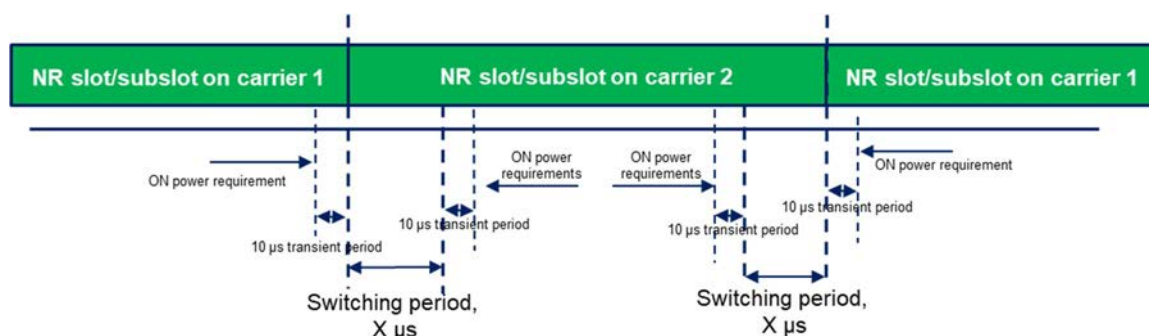 NR slot/subslot on carrier 1
NR slot/subslot on carrier 2
NR slot/subslot on carrier 1
ON power requirement
ON power
requirements
ON power
requirements
ON power requirement
10 µs transient period
10 µs transient period
10 µs transient period
10 µs transient period
Switching period,
X µs
Switching period,
X µs